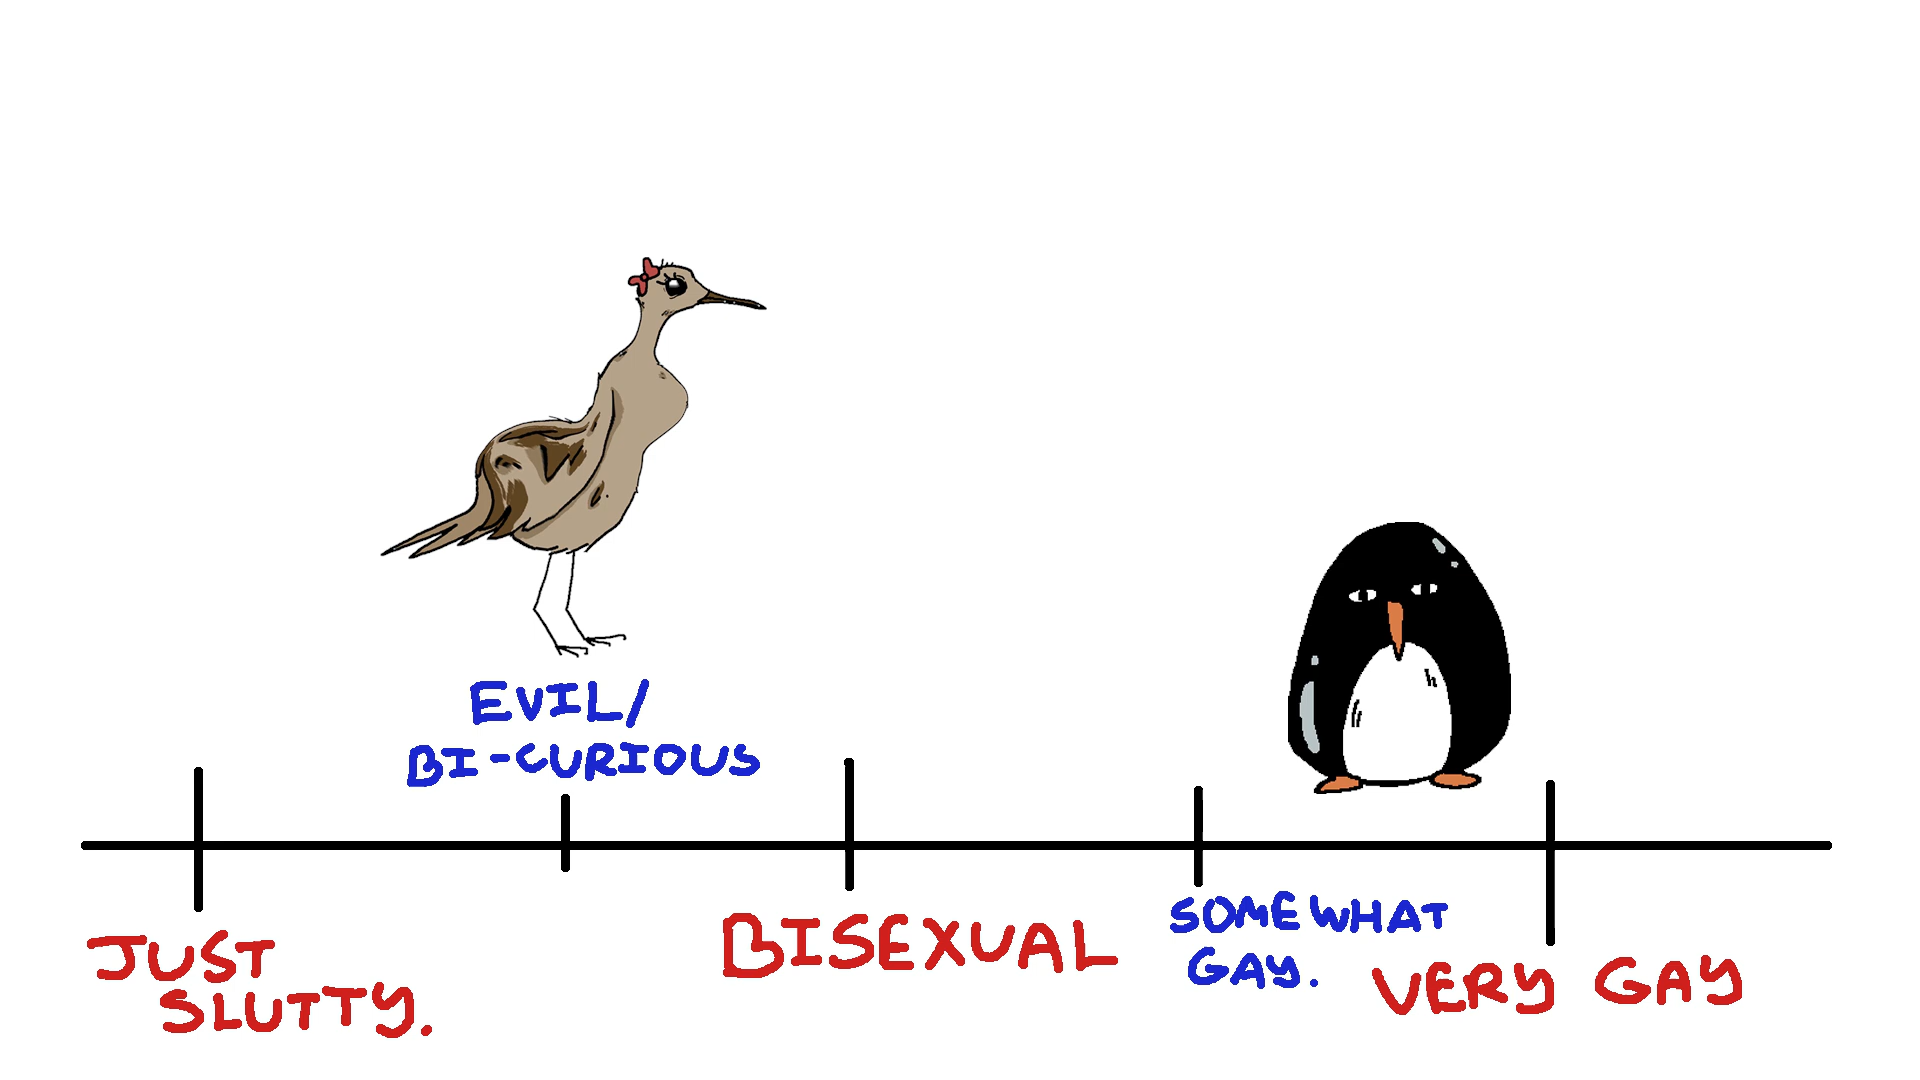 EVIL/
BI-CURIOUS
JUST
SLUTTY.
BISEXUAL
SOMEWHAT
GAY.
VERY GAY